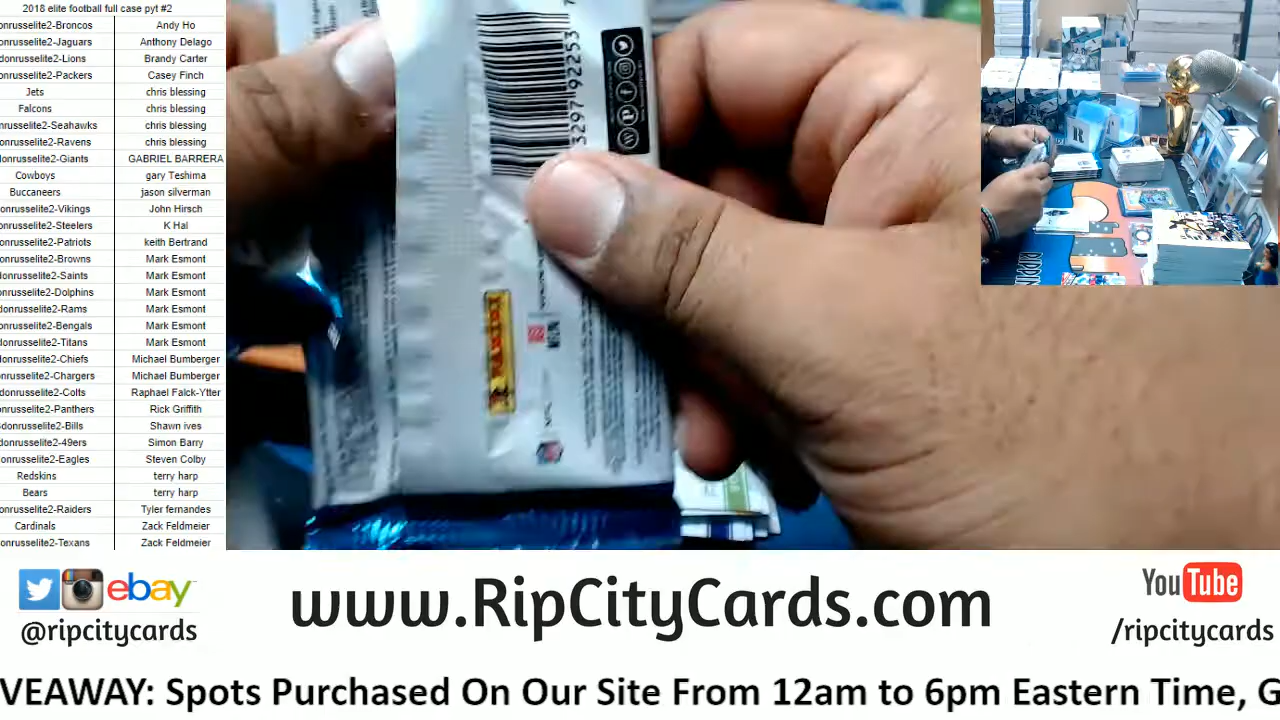 2018 elite football full case pyt #2
onrusselite2-Broncos Andy Ho
onrusselite2-Jaguars Anthony Delago
donrusselite2-Lions Brandy Carter
onrusselite2-Packers Casey Finch
Jets chris blessing
Falcons chris blessing
nrusselite2-Seahawks chris blessing
onrusselite2-Ravens chris blessing
onrusselite2-Giants GABRIEL BARRERA
Cowboys gary Teshima
Buccaneers jason silverman
onrusselite2-Vikings John Hirsch
onrusselite2-Steelers K Hal
onrusselite2-Patriots keith Bertrand
onrusselite2-Browns Mark Esmont
onrusselite2-Saints Mark Esmont
onrusselite2-Dolphins Mark Esmont
onrusselite2-Rams Mark Esmont
onrusselite2-Bengals Mark Esmont
donrusselite2-Titans Mark Esmont
donrusselite2-Chiefs Michael Bumberger
onrusselite2-Chargers Michael Bumberger
donrusselite2-Colts Raphael Falck-Ytter
onrusselite2-Panthers Rick Griffith
donrusselite2-Bills Shawn ives
donrusselite2-49ers Simon Barry
onrusselite2-Eagles Steven Colby
Redskins terry harp
Bears terry harp
onrusselite2-Raiders Tyler fernandes
Cardinals Zack Feldmeier
onrusselite2-Texans Zack Feldmeier
3297 92253
PANINI
ebay
@ripcitycards
www.RipCityCards.com
YouTube
/ripcitycards
VEAWAY: Spots Purchased On Our Site From 12am to 6pm Eastern Time, G